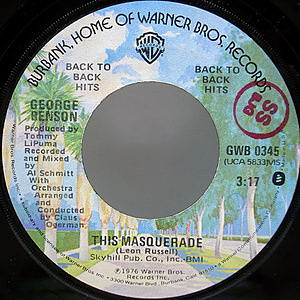 BURBANK, HOME OF WARNER BROS. RECORDS
BACK TO
BACK
HITS
BACK TO
BACK
HITS
GEORGE
BENSON
Produced by
Tommy
LiPuma
Recorded
and Mixed
by
Al Schmitt
With
Orchestra
Arranged
and
Conducted
by Claus
Ogerman
GWB 0345
(UCA 5833)VIS
3:17
W
THIS MASQUERADE
(Leon Russell)
Skyhill Pub. Co., Inc.-BMI
℗1976 Warner Bros.
Records Inc.